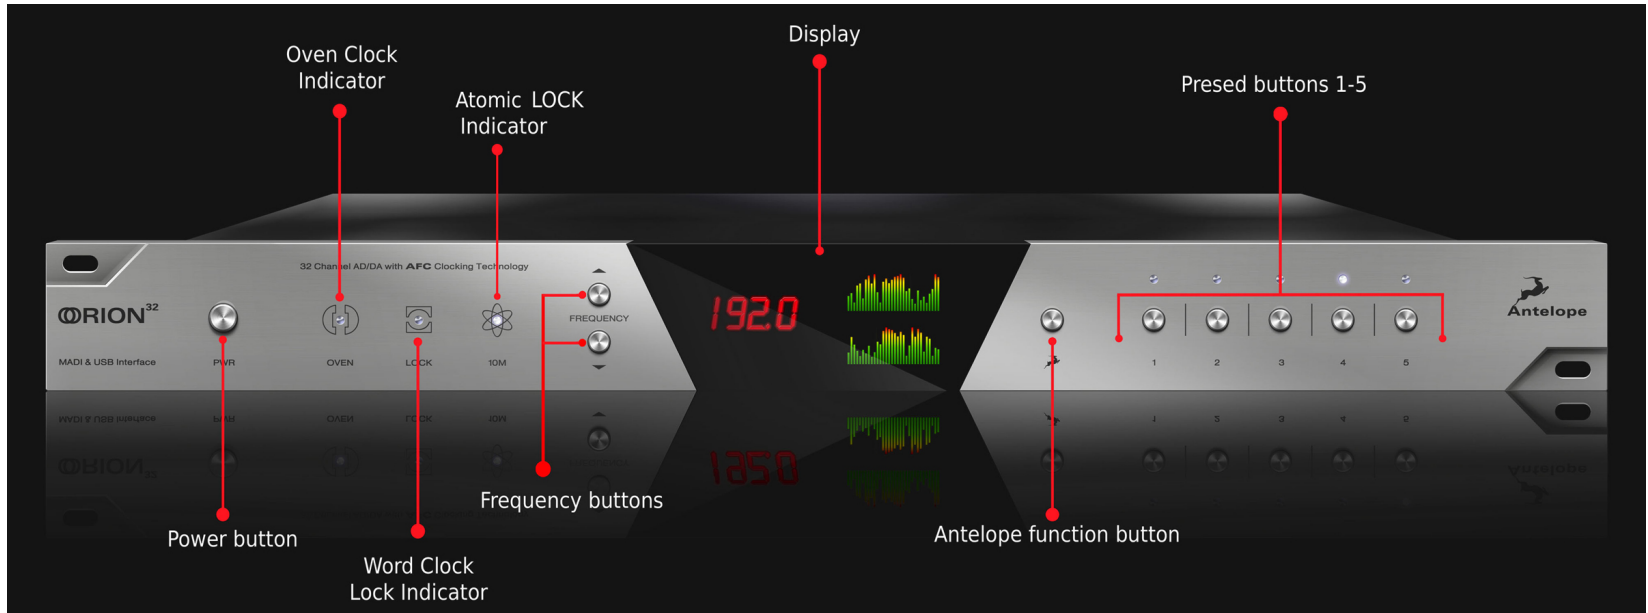 Display
Oven Clock
Indicator
Presed buttons 1-5
Atomic LOCK
Indicator
32 Channel AD/DA with AFC Clocking Technology
ORION32
192.0
FREQUENCY
Antelope
MADI & USB Interface
PWR
OVEN
LOCK
10M
1
2
3
4
5
Frequency buttons
Antelope function button
Power button
Word Clock
Lock Indicator